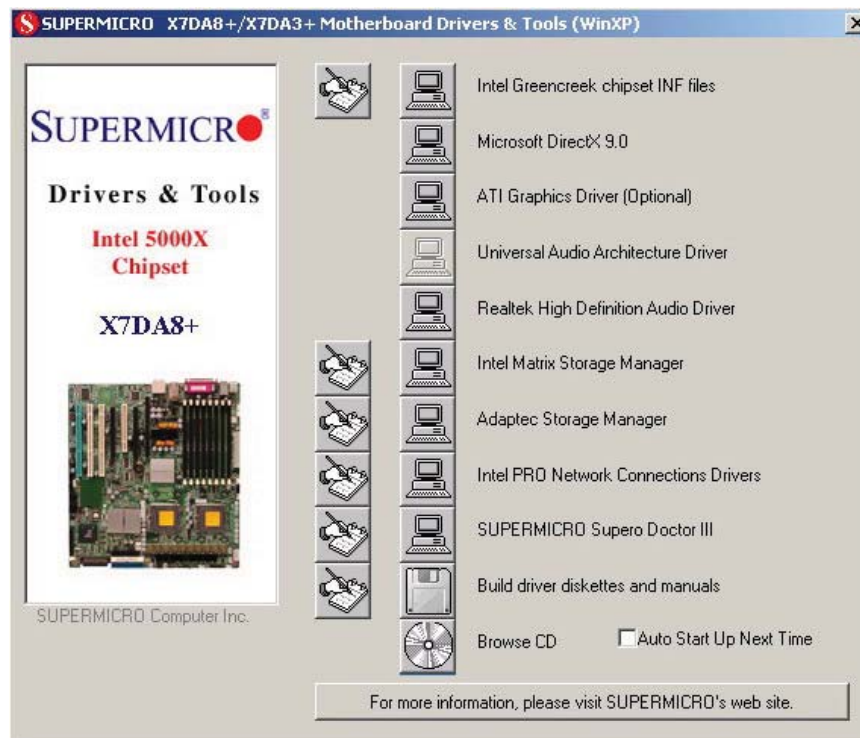 SUPERMICRO X7DA8+/X7DA3+ Motherboard Drivers & Tools (WinXP)
SUPERMICRO®
Drivers & Tools
Intel 5000X
Chipset
X7DA8+
SUPERMICRO Computer Inc.
Intel Greencreek chipset INF files
Microsoft DirectX 9.0
ATI Graphics Driver (Optional)
Universal Audio Architecture Driver
Realtek High Definition Audio Driver
Intel Matrix Storage Manager
Adaptec Storage Manager
Intel PRO Network Connections Drivers
SUPERMICRO Supero Doctor III
Build driver diskettes and manuals
Browse CD
Auto Start Up Next Time
For more information, please visit SUPERMICRO's web site.